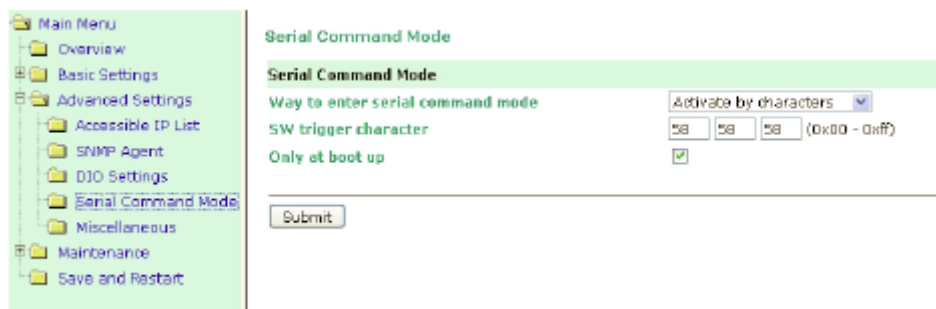 Main Menu
Overview
Basic Settings
Advanced Settings
Accessible IP List
SNMP Agent
DIO Settings
Serial Command Mode
Miscellaneous
Maintenance
Save and Restart
Serial Command Mode
Serial Command Mode
Way to enter serial command mode Activate by characters
SW trigger character 58 58 58 (0x00 - 0xff)
Only at boot up
Submit